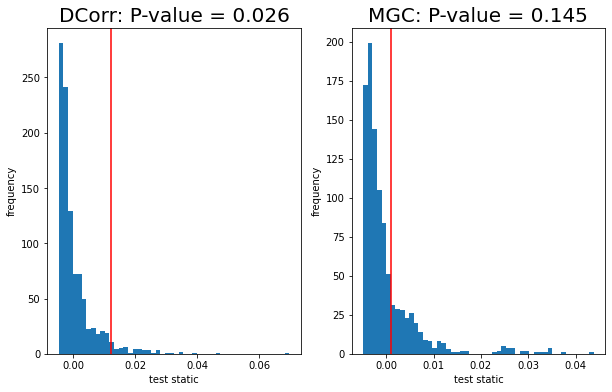 DCorr: P-value = 0.026
250
200
150
100
50
0
frequency
0.00 0.02 0.04 0.06
test static
MGC: P-value = 0.145
200
175
150
125
100
75
50
25
0
frequency
0.00 0.01 0.02 0.03 0.04
test static